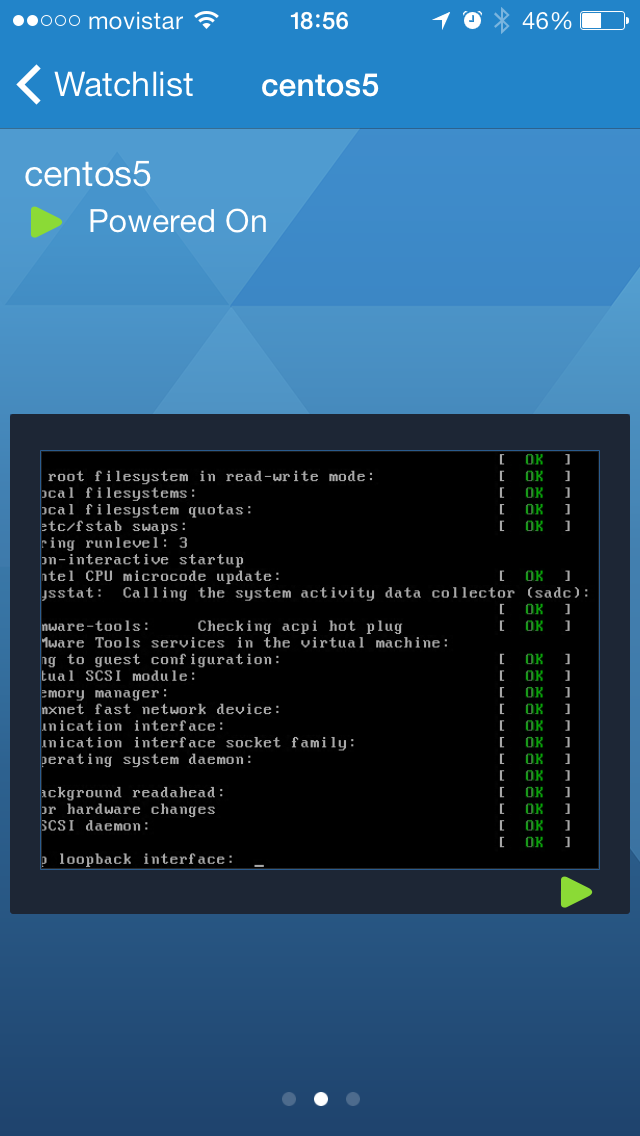 movistar 18:56 46%
Watchlist centos5
centos5
Powered On
[ OK ]
root filesystem in read-write mode: [ OK ]
ocal filesystems: [ OK ]
ocal filesystem quotas: [ OK ]
etc/fstab swaps: [ OK ]
ring runlevel: 3
on-interactive startup
ntel CPU microcode update: [ OK ]
ysstat: Calling the system activity data collector (sadc):
[ OK ]
mware-tools: Checking acpi hot plug [ OK ]
Mware Tools services in the virtual machine:
ng to guest configuration: [ OK ]
tual SCSI module: [ OK ]
emory manager: [ OK ]
mxnet fast network device: [ OK ]
unication interface: [ OK ]
unication interface socket family: [ OK ]
perating system daemon: [ OK ]
[ OK ]
ackground readahead: [ OK ]
or hardware changes [ OK ]
SCSI daemon: [ OK ]
[ OK ]
p loopback interface: _